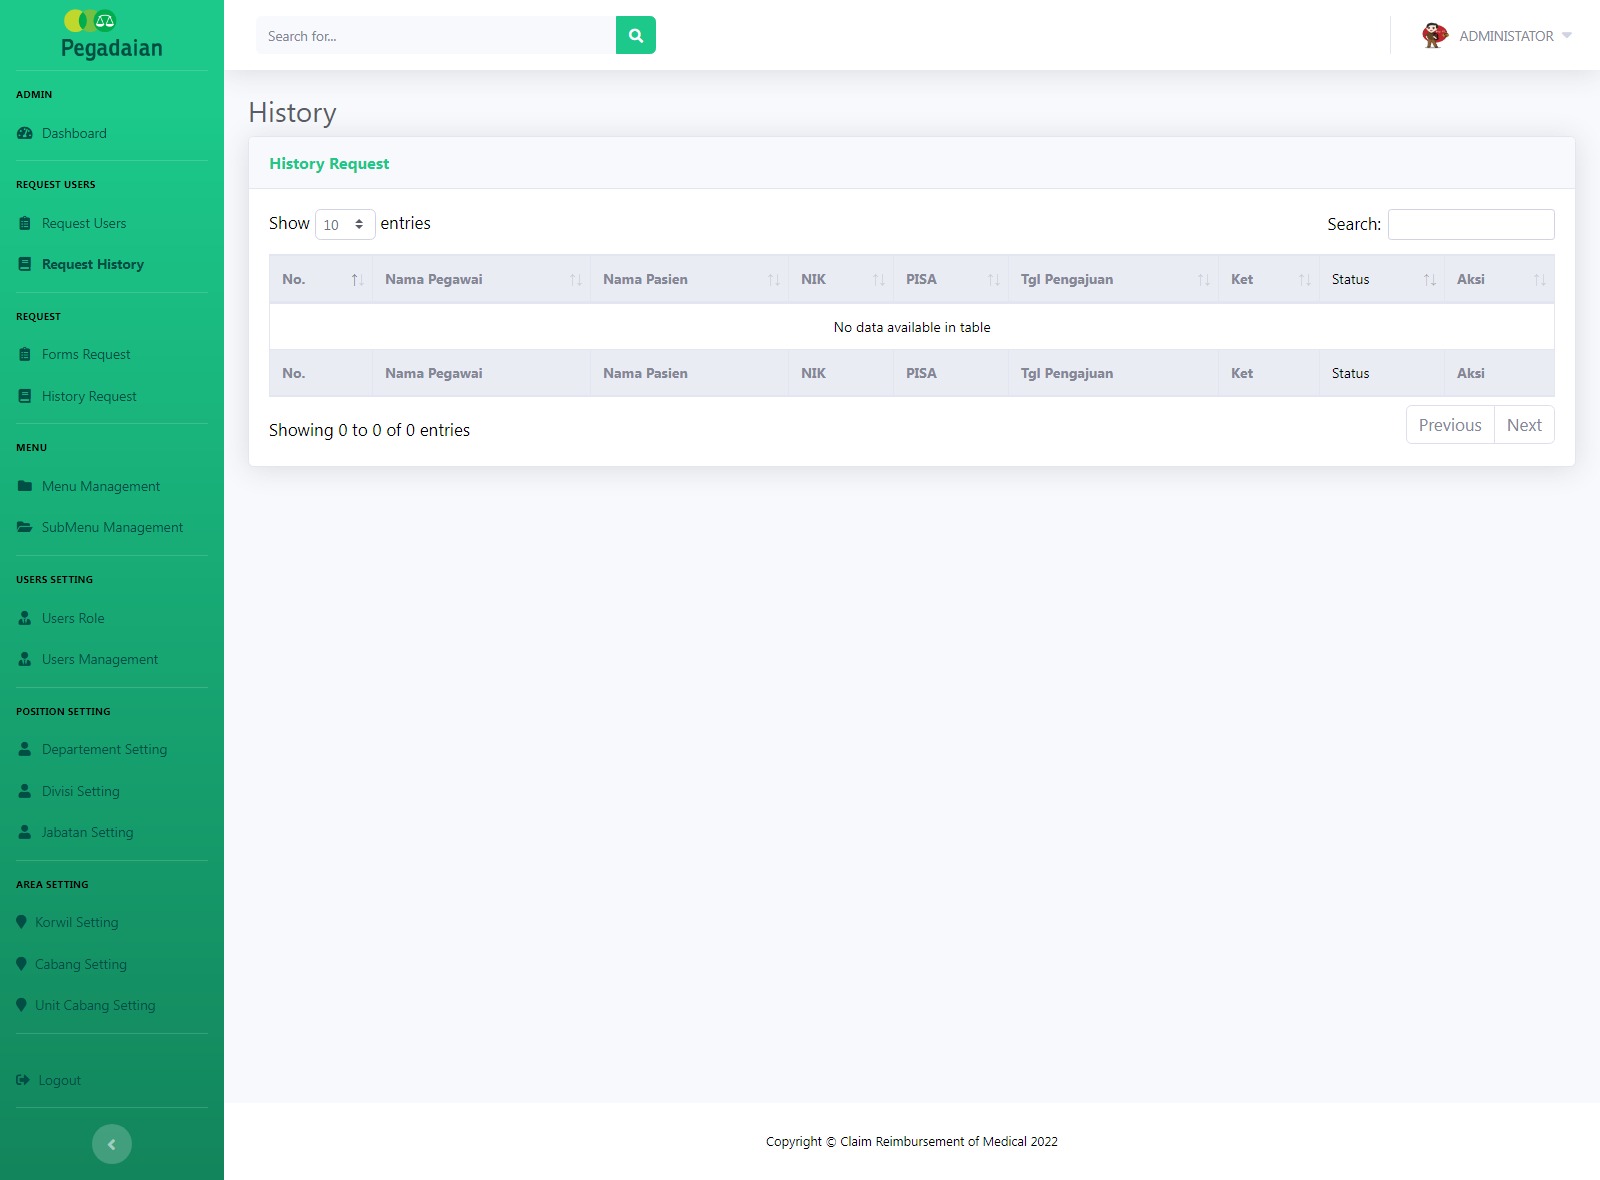 Pegadaian
ADMIN
Dashboard
REQUEST USERS
Request Users
Request History
REQUEST
Forms Request
History Request
MENU
Menu Management
SubMenu Management
USERS SETTING
Users Role
Users Management
POSITION SETTING
Departement Setting
Divisi Setting
Jabatan Setting
AREA SETTING
Korwil Setting
Cabang Setting
Unit Cabang Setting
Logout
Search for...
ADMINISTATOR
History
History Request
Show 10 entries
Search:
No. Nama Pegawai Nama Pasien NIK PISA Tgl Pengajuan Ket Status Aksi
No data available in table
No. Nama Pegawai Nama Pasien NIK PISA Tgl Pengajuan Ket Status Aksi
Showing 0 to 0 of 0 entries
Previous Next
Copyright © Claim Reimbursement of Medical 2022